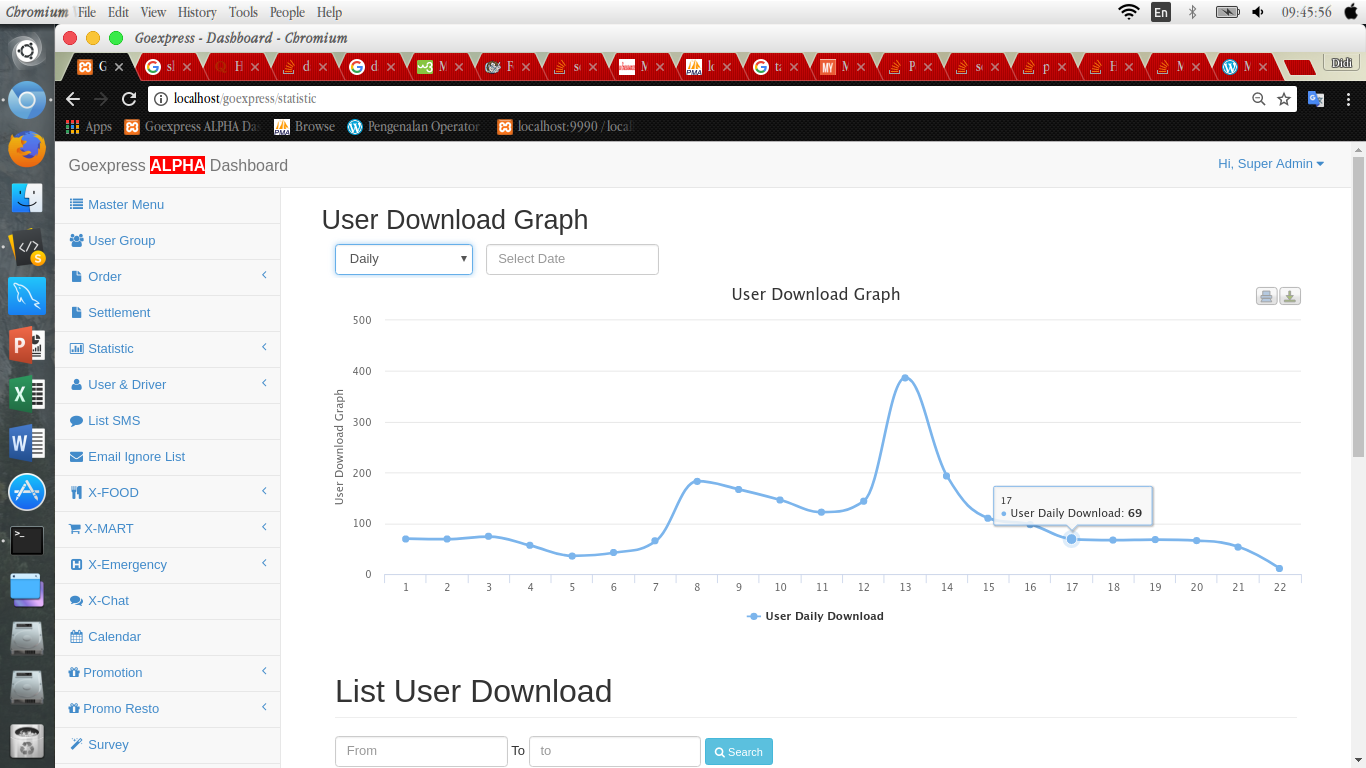 Chromium File Edit View History Tools People Help En 09:45:56
Goexpress - Dashboard - Chromium
G sl H d G d M F s M lo ta M P s p H M M Didi
localhost/goexpress/statistic
Apps Goexpress ALPHA Da Browse Pengenalan Operator localhost:9990 / local
Goexpress ALPHA Dashboard Hi, Super Admin
Master Menu
User Group
Order
Settlement
Statistic
User & Driver
List SMS
Email Ignore List
X-FOOD
X-MART
X-Emergency
X-Chat
Calendar
Promotion
Promo Resto
Survey
User Download Graph
Daily Select Date
User Download Graph
User Download Graph
500
400
300
200
100
0
17
User Daily Download: 69
1 2 3 4 5 6 7 8 9 10 11 12 13 14 15 16 17 18 19 20 21 22
User Daily Download
List User Download
From To to Search